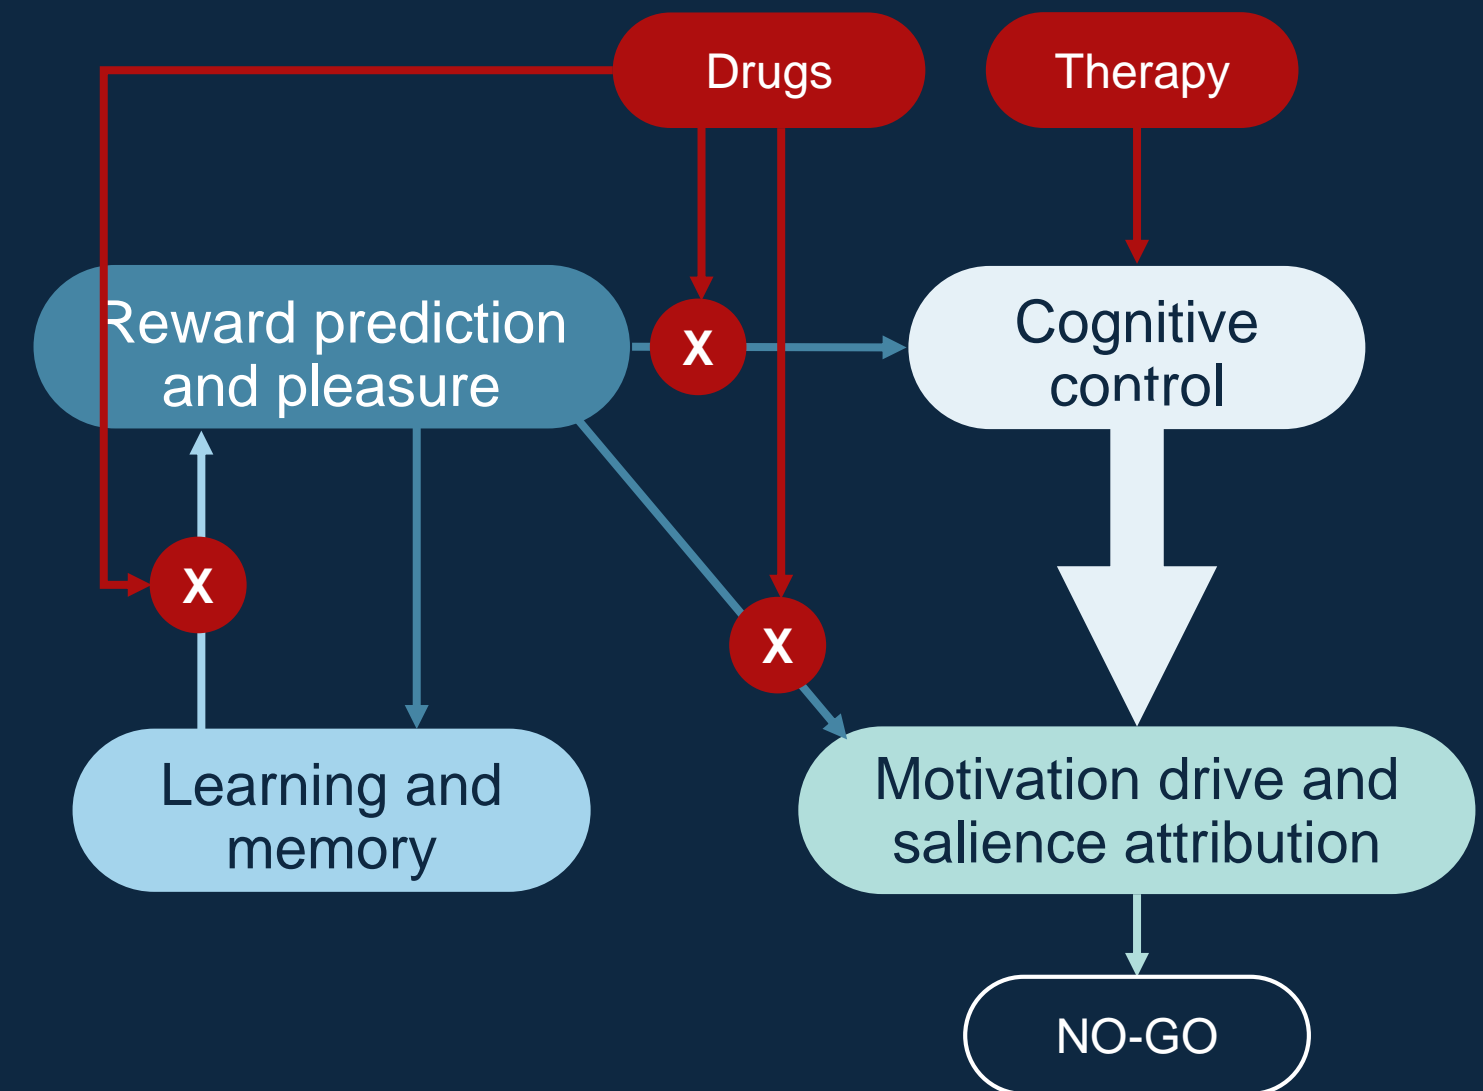 Drugs
Therapy
Reward prediction
and pleasure
X
Cognitive
control
X
X
Learning and
memory
Motivation drive and
salience attribution
NO-GO